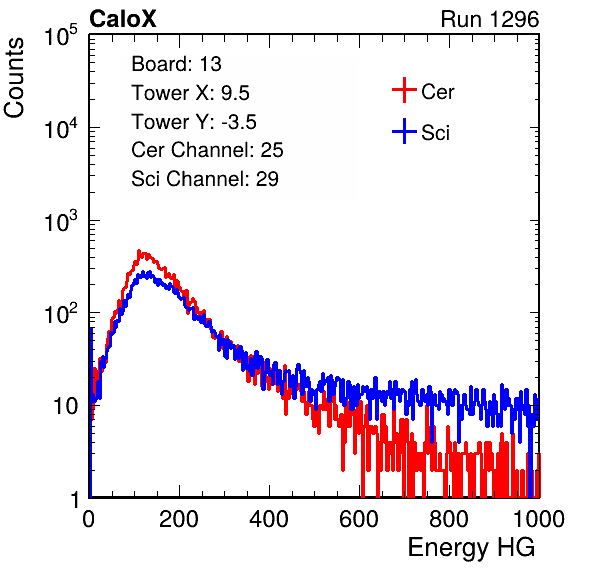 CaloX Run 1296
Counts
10^5
10^4
10^3
10^2
10
1
Board: 13
Tower X: 9.5
Tower Y: -3.5
Cer Channel: 25
Sci Channel: 29
Cer
Sci
0 200 400 600 800 1000
Energy HG